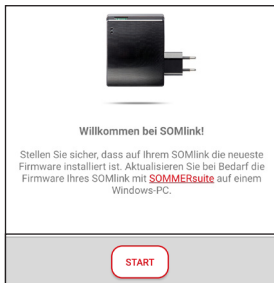 Willkommen bei SOMlink!
Stellen Sie sicher, dass auf Ihrem SOMlink die neueste
Firmware installiert ist. Aktualisieren Sie bei Bedarf die
Firmware Ihres SOMlink mit SOMMERsuite auf einem
Windows-PC.
START